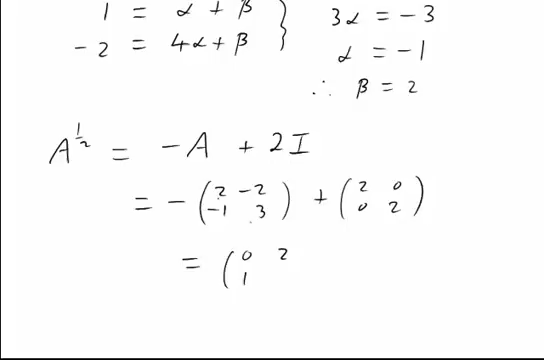 1 = α + β } 3α = -3
-2 = 4α + β α = -1
∴ β = 2
A^{1/2} = -A + 2I
= -(2 -2; -1 3) + (2 0; 0 2)
= (0 2; 1